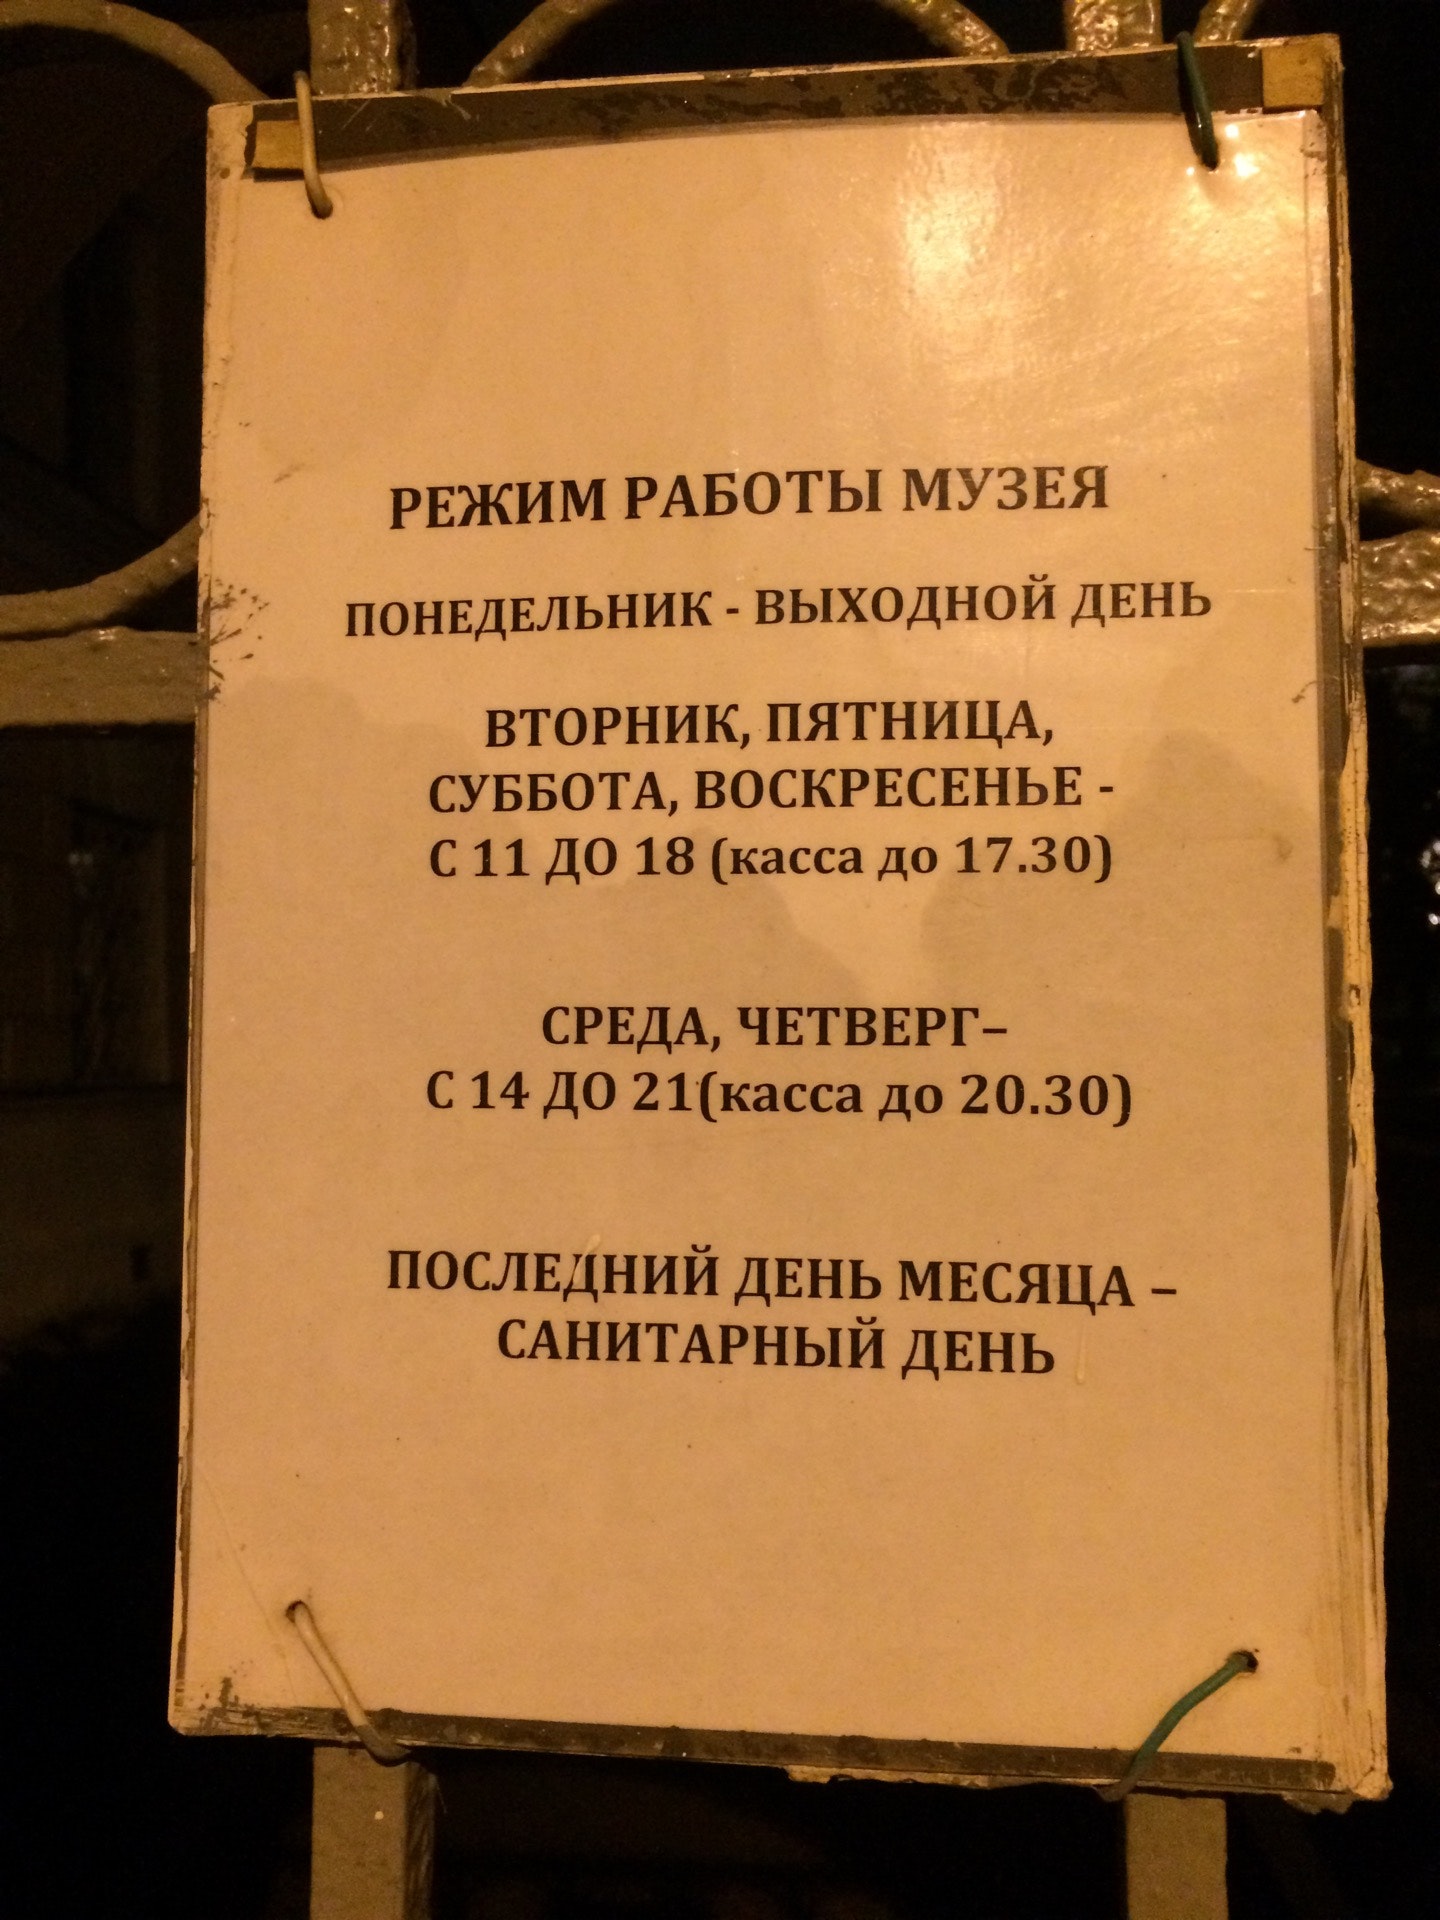 РЕЖИМ РАБОТЫ МУЗЕЯ
ПОНЕДЕЛЬНИК - ВЫХОДНОЙ ДЕНЬ
ВТОРНИК, ПЯТНИЦА,
СУББОТА, ВОСКРЕСЕНЬЕ -
С 11 ДО 18 (касса до 17.30)
СРЕДА, ЧЕТВЕРГ–
С 14 ДО 21(касса до 20.30)
ПОСЛЕДНИЙ ДЕНЬ МЕСЯЦА –
САНИТАРНЫЙ ДЕНЬ